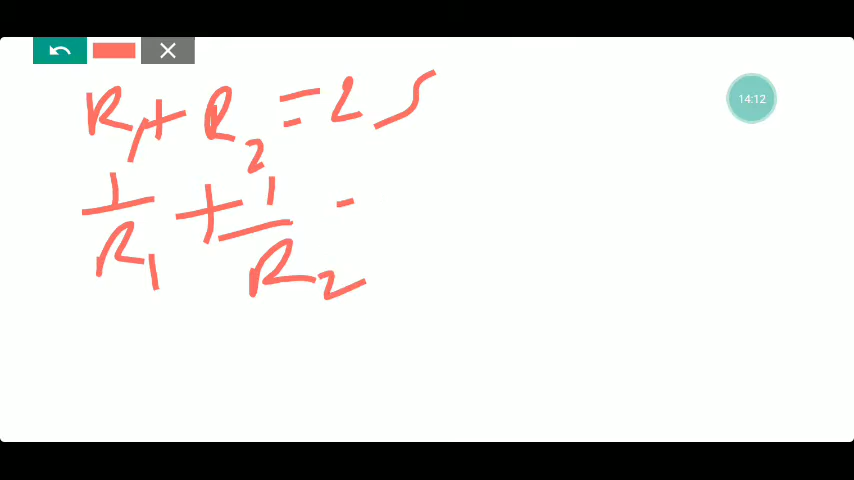 14:12
R₁ + R₂ = 25
1/R₁ + 1/R₂ -